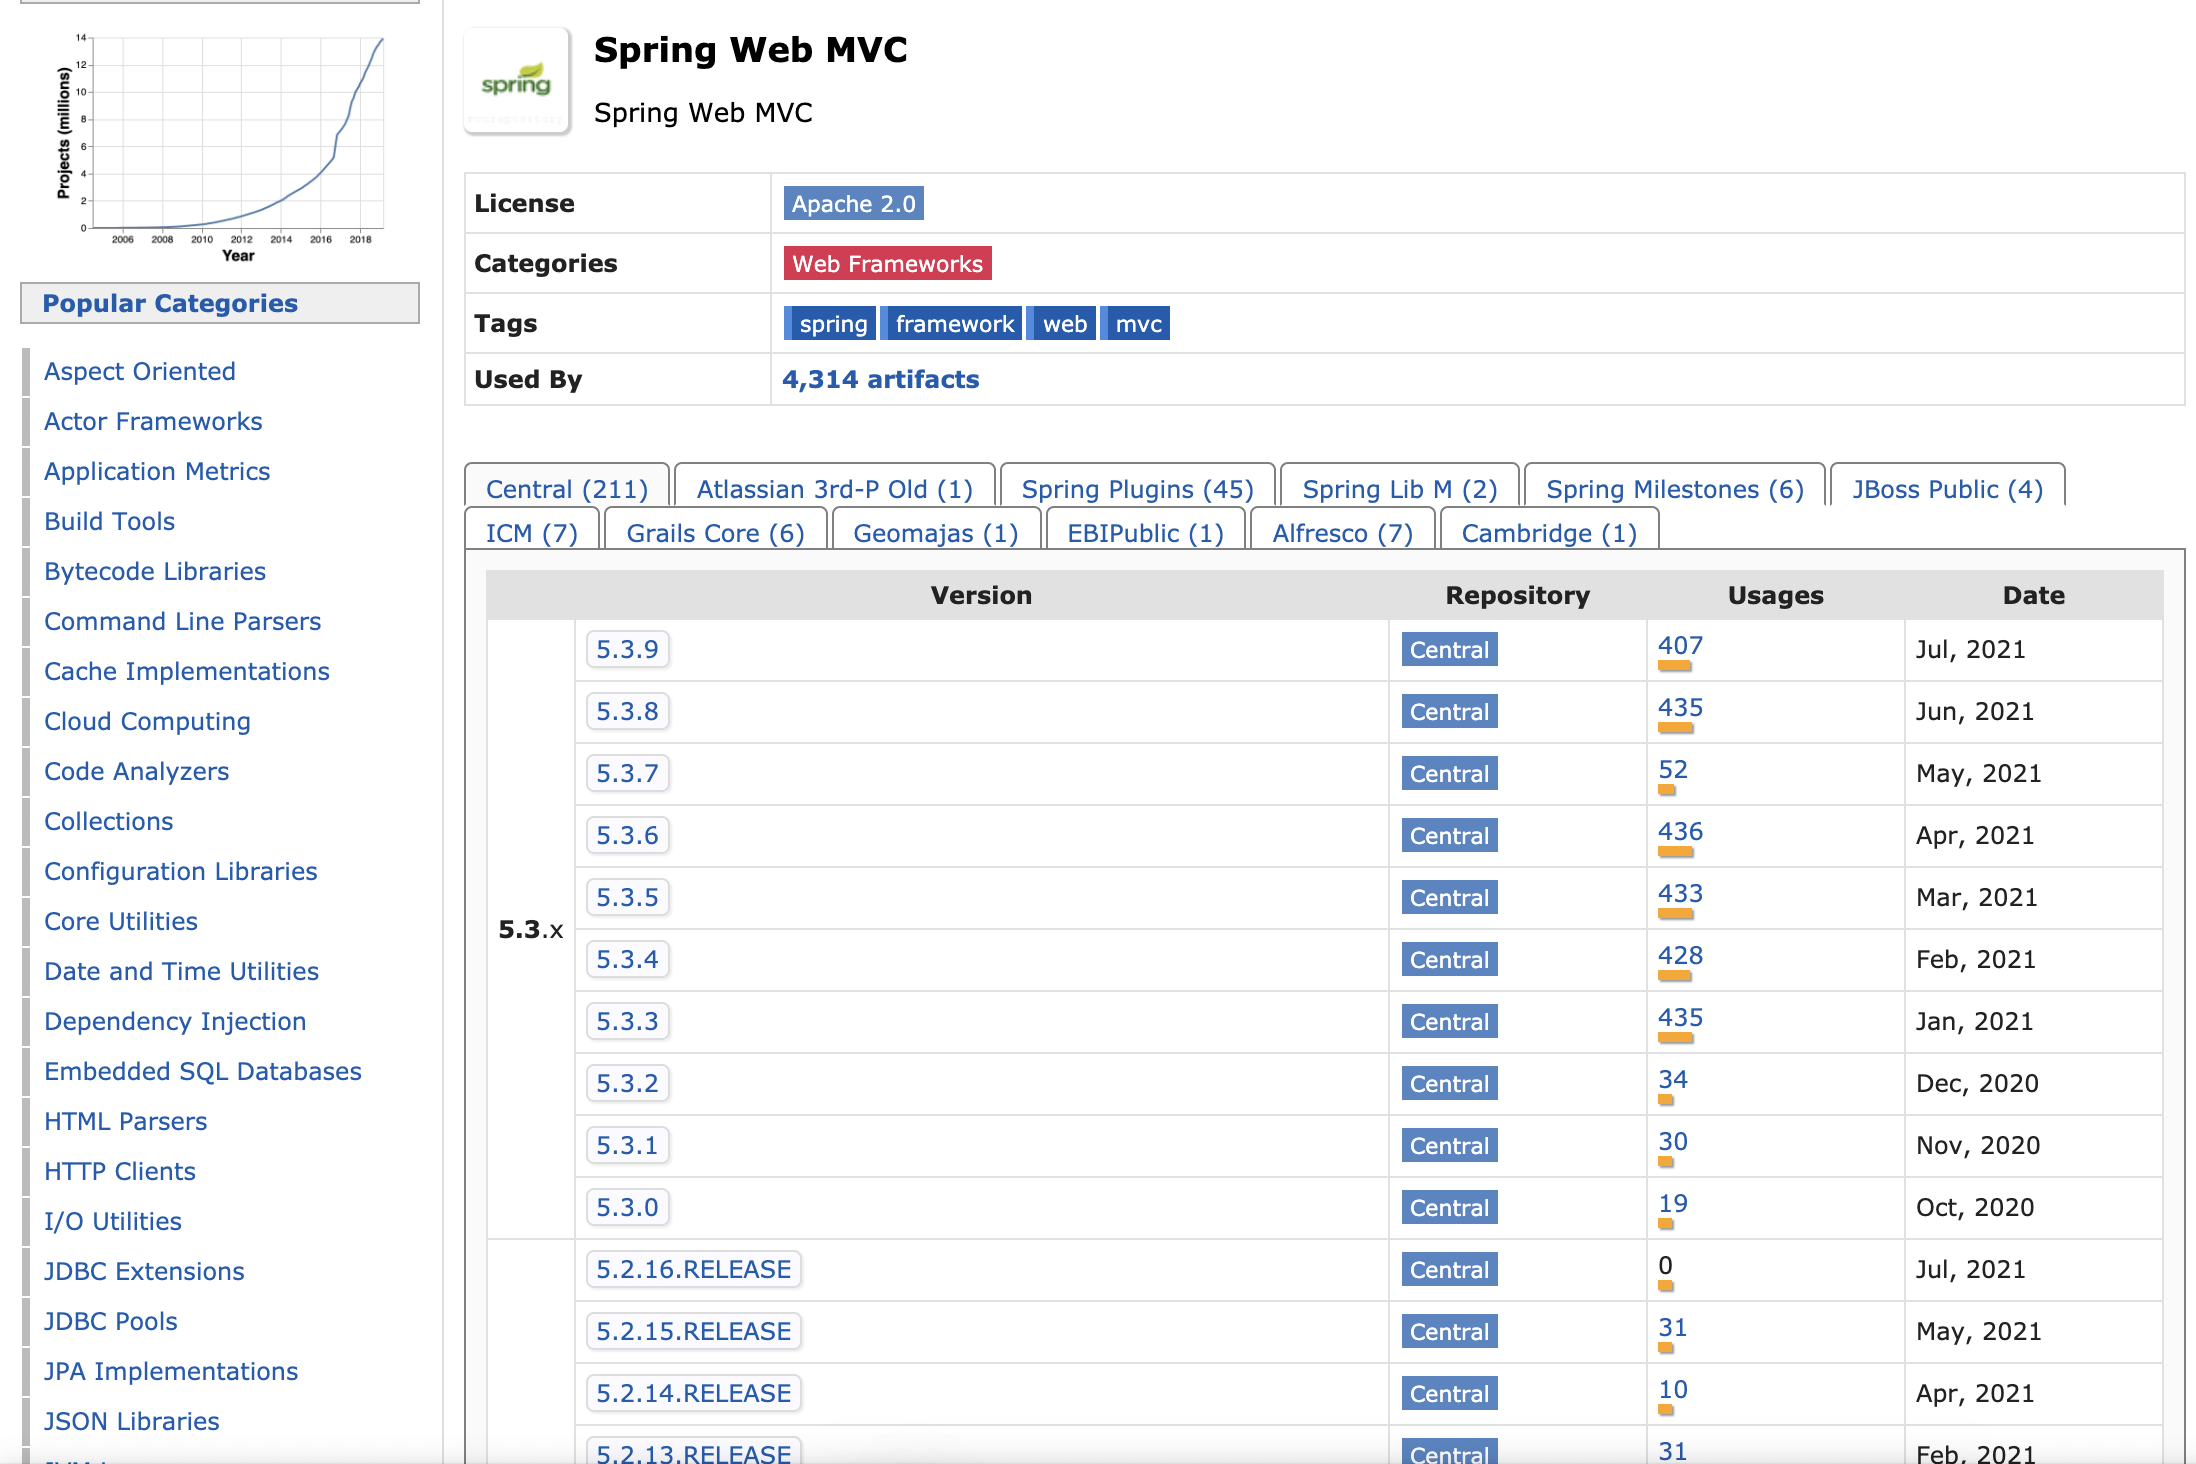 14
12
10
8
6
4
2
0
Projects (millions)
2006 2008 2010 2012 2014 2016 2018
Year
Popular Categories
Aspect Oriented
Actor Frameworks
Application Metrics
Build Tools
Bytecode Libraries
Command Line Parsers
Cache Implementations
Cloud Computing
Code Analyzers
Collections
Configuration Libraries
Core Utilities
Date and Time Utilities
Dependency Injection
Embedded SQL Databases
HTML Parsers
HTTP Clients
I/O Utilities
JDBC Extensions
JDBC Pools
JPA Implementations
JSON Libraries
spring
Spring Web MVC
Spring Web MVC
License Apache 2.0
Categories Web Frameworks
Tags spring framework web mvc
Used By 4,314 artifacts
Central (211) Atlassian 3rd-P Old (1) Spring Plugins (45) Spring Lib M (2) Spring Milestones (6) JBoss Public (4)
ICM (7) Grails Core (6) Geomajas (1) EBIPublic (1) Alfresco (7) Cambridge (1)
Version Repository Usages Date
5.3.x
5.3.9 Central 407 Jul, 2021
5.3.8 Central 435 Jun, 2021
5.3.7 Central 52 May, 2021
5.3.6 Central 436 Apr, 2021
5.3.5 Central 433 Mar, 2021
5.3.4 Central 428 Feb, 2021
5.3.3 Central 435 Jan, 2021
5.3.2 Central 34 Dec, 2020
5.3.1 Central 30 Nov, 2020
5.3.0 Central 19 Oct, 2020
5.2.16.RELEASE Central 0 Jul, 2021
5.2.15.RELEASE Central 31 May, 2021
5.2.14.RELEASE Central 10 Apr, 2021
5.2.13.RELEASE Central 31 Feb, 2021